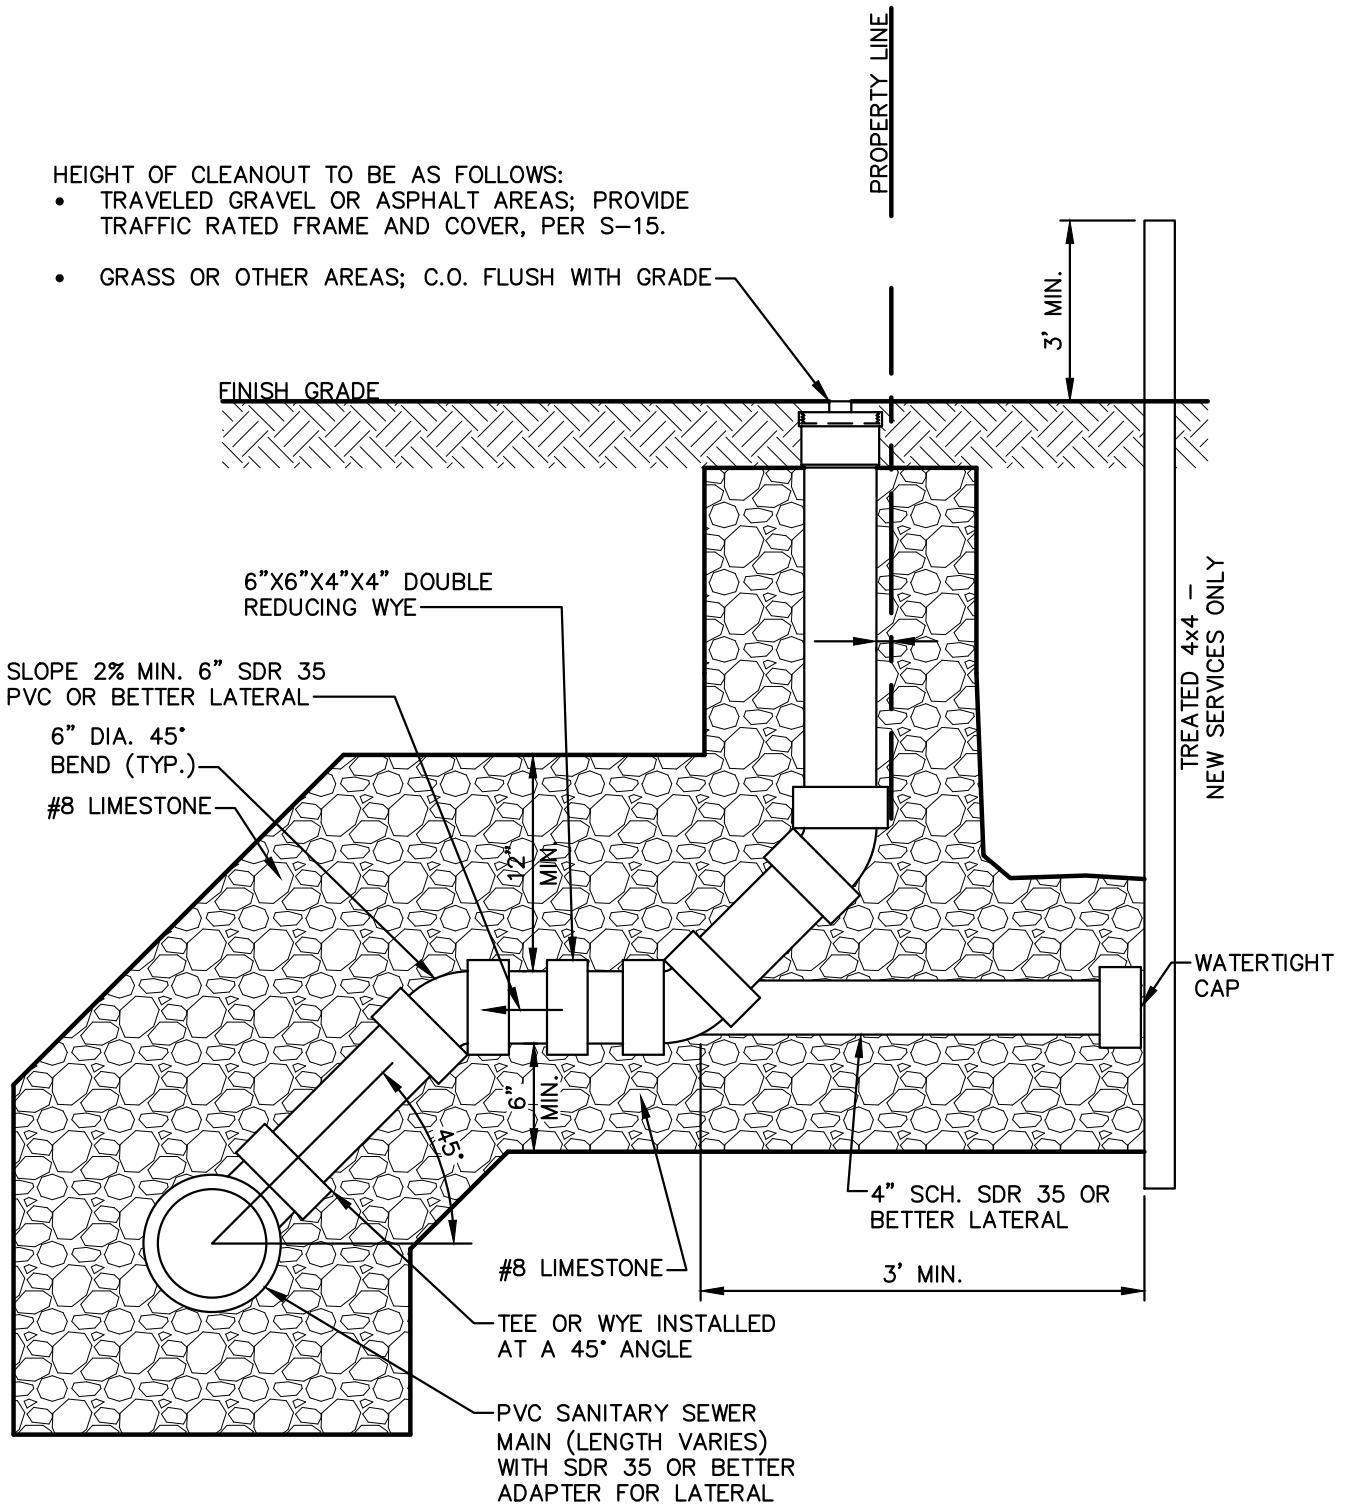 PROPERTY LINE
HEIGHT OF CLEANOUT TO BE AS FOLLOWS:
• TRAVELED GRAVEL OR ASPHALT AREAS; PROVIDE
TRAFFIC RATED FRAME AND COVER, PER S-15.
• GRASS OR OTHER AREAS; C.O. FLUSH WITH GRADE
3' MIN.
FINISH GRADE
6"X6"X4"X4" DOUBLE
REDUCING WYE
SLOPE 2% MIN. 6" SDR 35
PVC OR BETTER LATERAL
6" DIA. 45°
BEND (TYP.)
#8 LIMESTONE
TREATED 4x4 -
NEW SERVICES ONLY
12"
MIN.
WATERTIGHT
CAP
6"
MIN.
45°
4" SCH. SDR 35 OR
BETTER LATERAL
#8 LIMESTONE
3' MIN.
TEE OR WYE INSTALLED
AT A 45° ANGLE
PVC SANITARY SEWER
MAIN (LENGTH VARIES)
WITH SDR 35 OR BETTER
ADAPTER FOR LATERAL